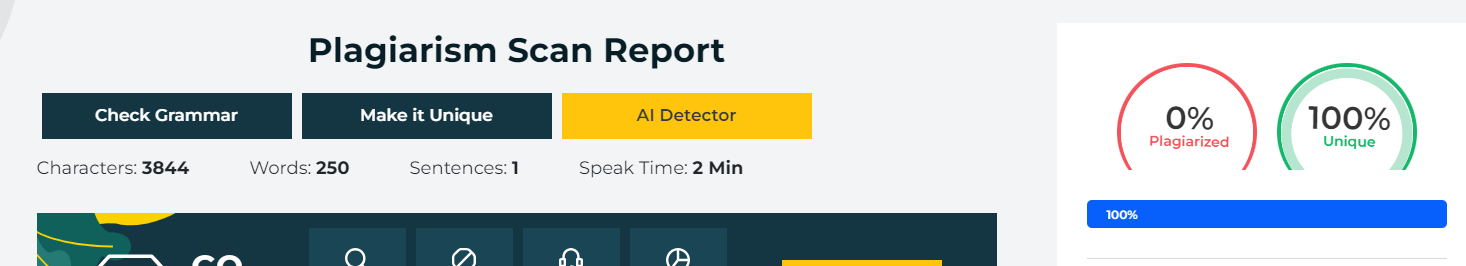 Plagiarism Scan Report
Check Grammar
Make it Unique
AI Detector
Characters: 3844
Words: 250
Sentences: 1
Speak Time: 2 Min
0%
Plagiarized
100%
Unique
100%